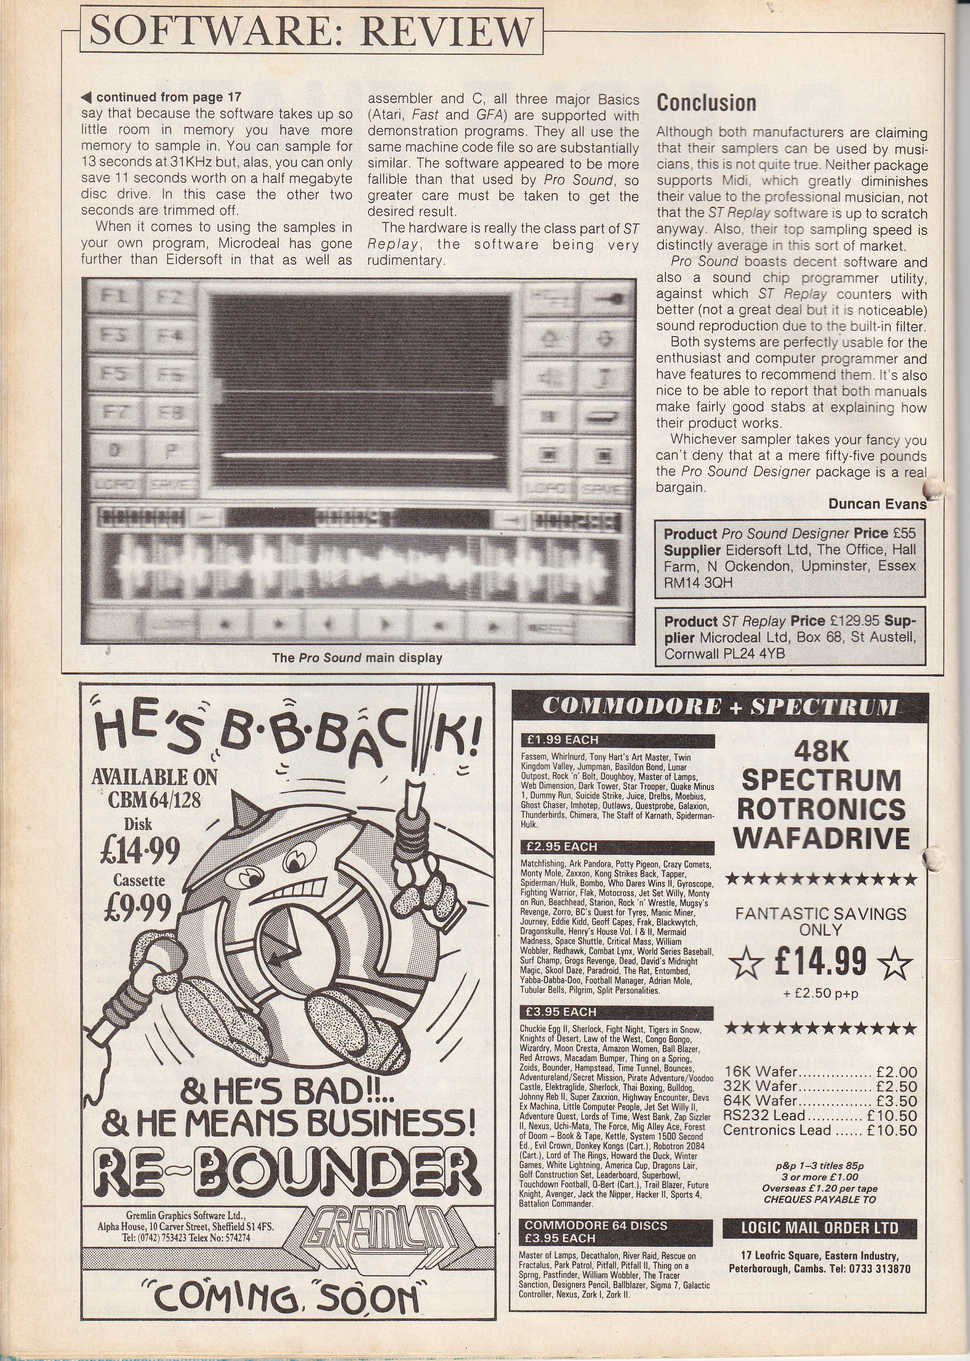 SOFTWARE: REVIEW
◀ continued from page 17
say that because the software takes up so
little room in memory you have more
memory to sample in. You can sample for
13 seconds at 31KHz but, alas, you can only
save 11 seconds worth on a half megabyte
disc drive. In this case the other two
seconds are trimmed off.
When it comes to using the samples in
your own program, Microdeal has gone
further than Eidersoft in that as well as
assembler and C, all three major Basics
(Atari, Fast and GFA) are supported with
demonstration programs. They all use the
same machine code file so are substantially
similar. The software appeared to be more
fallible than that used by Pro Sound, so
greater care must be taken to get the
desired result.
The hardware is really the class part of ST
Replay, the software being very
rudimentary.
F1 F2
F3 F4
F5 F6
F7 F8
D P
LOAD SAVE
LOAD SAVE
The Pro Sound main display
Conclusion
Although both manufacturers are claiming
that their samplers can be used by musi-
cians, this is not quite true. Neither package
supports Midi, which greatly diminishes
their value to the professional musician, not
that the ST Replay software is up to scratch
anyway. Also, their top sampling speed is
distinctly average in this sort of market.
Pro Sound boasts decent software and
also a sound chip programmer utility,
against which ST Replay counters with
better (not a great deal but it is noticeable)
sound reproduction due to the built-in filter.
Both systems are perfectly usable for the
enthusiast and computer programmer and
have features to recommend them. It's also
nice to be able to report that both manuals
make fairly good stabs at explaining how
their product works.
Whichever sampler takes your fancy you
can't deny that at a mere fifty-five pounds
the Pro Sound Designer package is a real
bargain.
Duncan Evans
Product Pro Sound Designer Price £55
Supplier Eidersoft Ltd, The Office, Hall
Farm, N Ockendon, Upminster, Essex
RM14 3QH
Product ST Replay Price £129.95 Sup-
plier Microdeal Ltd, Box 68, St Austell,
Cornwall PL24 4YB
HE'S B·B·BACK!
AVAILABLE ON
CBM 64/128
Disk
£14·99
Cassette
£9·99
& HE'S BAD!!..
& HE MEANS BUSINESS!
RE-BOUNDER
Gremlin Graphics Software Ltd.,
Alpha House, 10 Carver Street, Sheffield S1 4FS.
Tel: (0742) 753423 Telex No: 574274
GREMLIN
"COMING SOON"
COMMODORE + SPECTRUM
£1.99 EACH
Fassem, Whirlnurd, Tony Hart's Art Master, Twin
Kingdom Valley, Jumpman, Basildon Bond, Lunar
Outpost, Rock 'n' Bolt, Doughboy, Master of Lamps,
Web Dimension, Dark Tower, Star Trooper, Quake Minus
1, Dummy Run, Suicide Strike, Juice, Drelbs, Moebius,
Ghost Chaser, Imhotep, Outlaws, Questprobe, Galaxion,
Thunderbirds, Chimera, The Staff of Karnath, Spiderman-
Hulk.
£2.95 EACH
Matchfishing, Ark Pandora, Potty Pigeon, Crazy Comets,
Monty Mole, Zaxxon, Kong Strikes Back, Tapper,
Spiderman/Hulk, Bombo, Who Dares Wins II, Gyroscope,
Fighting Warrior, Flak, Motocross, Jet Set Willy, Monty
on Run, Beachhead, Starion, Rock 'n' Wrestle, Mugsy's
Revenge, Zorro, BC's Quest for Tyres, Manic Miner,
Journey, Eddie Kidd, Geoff Capes, Frak, Blackwytch,
Dragonskulle, Henry's House Vol. I & II, Mermaid
Madness, Space Shuttle, Critical Mass, William
Wobbler, Redhawk, Combat Lynx, World Series Baseball,
Surf Champ, Grogs Revenge, Dead, David's Midnight
Magic, Skool Daze, Paradroid, The Rat, Entombed,
Yabba-Dabba-Doo, Football Manager, Adrian Mole,
Tubular Bells, Pilgrim, Split Personalities.
£3.95 EACH
Chuckie Egg II, Sherlock, Fight Night, Tigers in Snow,
Knights of Desert, Law of the West, Congo Bongo,
Wizardry, Moon Cresta, Amazon Women, Ball Blazer,
Red Arrows, Macadam Bumper, Thing on a Spring,
Zoids, Bounder, Hampstead, Time Tunnel, Bounces,
Adventureland/Secret Mission, Pirate Adventure/Voodoo
Castle, Elektraglide, Sherlock, Thai Boxing, Bulldog,
Johnny Reb II, Super Zaxxion, Highway Encounter, Devs
Ex Machina, Little Computer People, Jet Set Willy II,
Adventure Quest, Lords of Time, West Bank, Zap Sizzler
II, Nexus, Uchi-Mata, The Force, Mig Alley Ace, Forest
of Doom – Book & Tape, Kettle, System 1500 Second
Ed., Evil Crown, Donkey Kongs (Cart.), Robotron 2084
(Cart.), Lord of The Rings, Howard the Duck, Winter
Games, White Lightning, America Cup, Dragons Lair,
Golf Construction Set, Leaderboard, Superbowl,
Touchdown Football, Q-Bert (Cart.), Trail Blazer, Future
Knight, Avenger, Jack the Nipper, Hacker II, Sports 4,
Battalion Commander.
COMMODORE 64 DISCS
£3.95 EACH
Master of Lamps, Decathalon, River Raid, Rescue on
Fractalus, Park Patrol, Pitfall, Pitfall II, Thing on a
Sprng, Pastfinder, William Wobbler, The Tracer
Sanction, Designers Pencil, Ballblazer, Sigma 7, Galactic
Controller, Nexus, Zork I, Zork II.
48K
SPECTRUM
ROTRONICS
WAFADRIVE
★★★★★★★★★★★★
FANTASTIC SAVINGS
ONLY
☆ £14.99 ☆
+ £2.50 p+p
★★★★★★★★★★★★
16K Wafer................ £2.00
32K Wafer................ £2.50
64K Wafer................ £3.50
RS232 Lead............ £10.50
Centronics Lead ...... £10.50
p&p 1–3 titles 85p
3 or more £1.00
Overseas £1.20 per tape
CHEQUES PAYABLE TO
LOGIC MAIL ORDER LTD
17 Leofric Square, Eastern Industry,
Peterborough, Cambs. Tel: 0733 313870